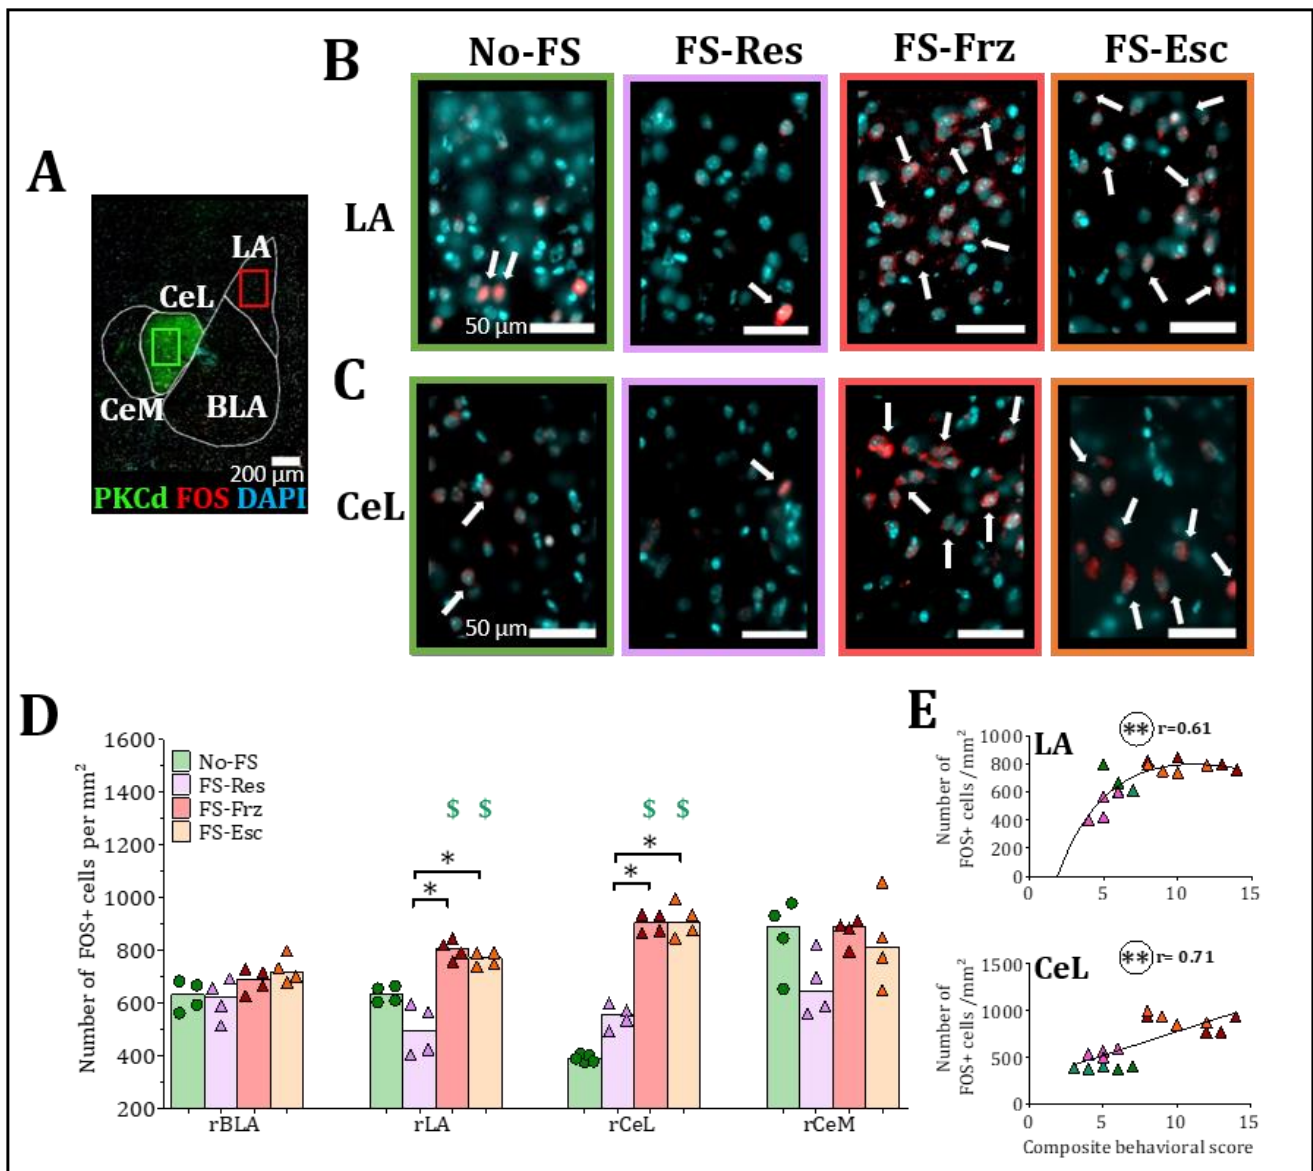 A
LA
CeL
CeM
BLA
200 μm
PKCd FOS DAPI
B
No-FS
FS-Res
FS-Frz
FS-Esc
LA
50 μm
C
CeL
50 μm
D
Number of FOS+ cells per mm²
1600
1400
1200
1000
800
600
400
200
No-FS
FS-Res
FS-Frz
FS-Esc
$ $
$ $
*
*
*
*
rBLA
rLA
rCeL
rCeM
E
LA
** r=0.61
Number of
FOS+ cells /mm²
1000
800
600
400
200
0
0 5 10 15
CeL
** r= 0.71
Number of
FOS+ cells /mm²
1500
1000
500
0
0 5 10 15
Composite behavioral score